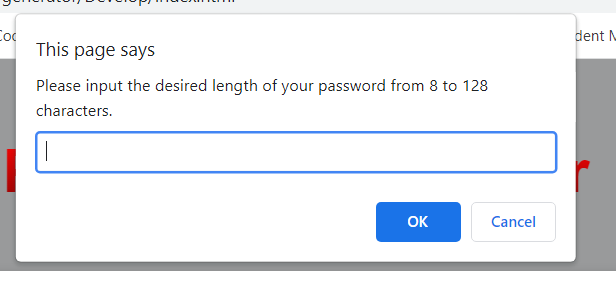 generator/Develop/index.html
This page says
dent M
Please input the desired length of your password from 8 to 128
characters.
OK
Cancel